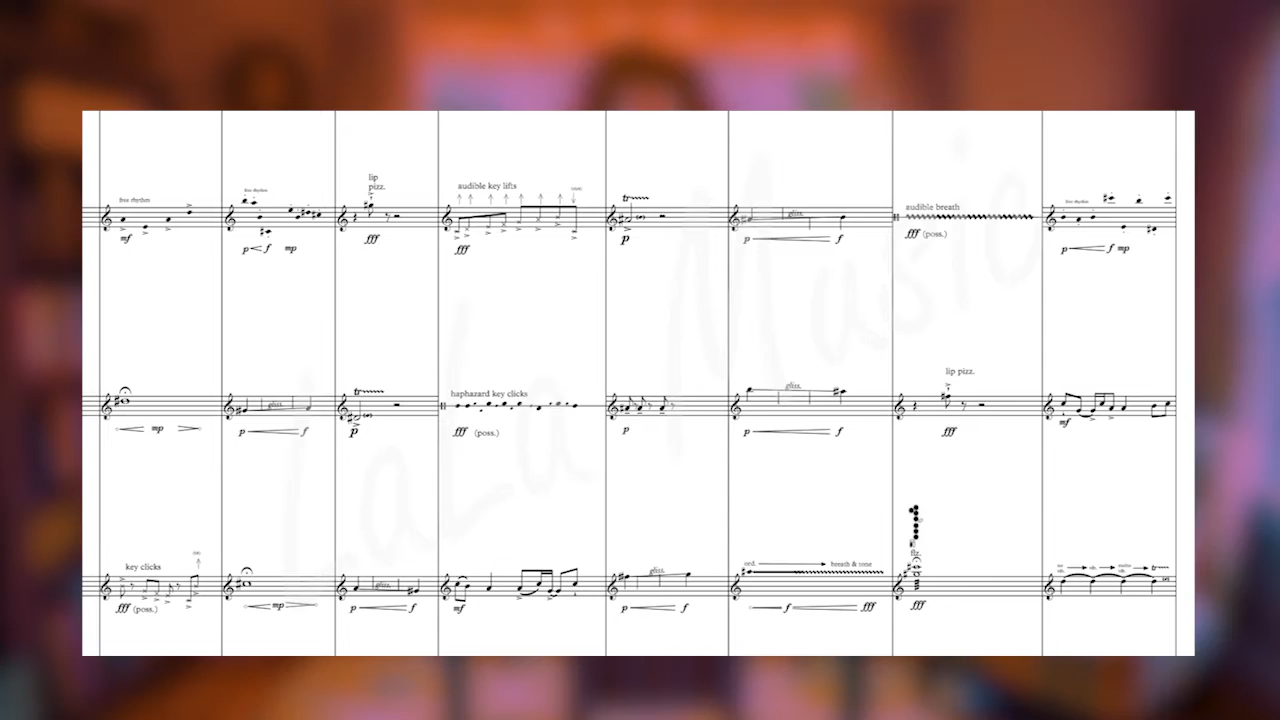 free rhythm
mf
free rhythm
p f mp
lip
pizz.
fff
audible key lifts
fff
tr
p
gliss.
p f
audible breath
fff (poss.)
free rhythm
p f mp
mp
gliss.
p f
tr
p
haphazard key clicks
fff (poss.)
p
gliss.
p f
lip pizz.
fff
mf
key clicks
fff (poss.)
mp
gliss.
p f
mf
gliss.
p f
ord. breath & tone
f fff
flz.
fff
tr
LaLa Music